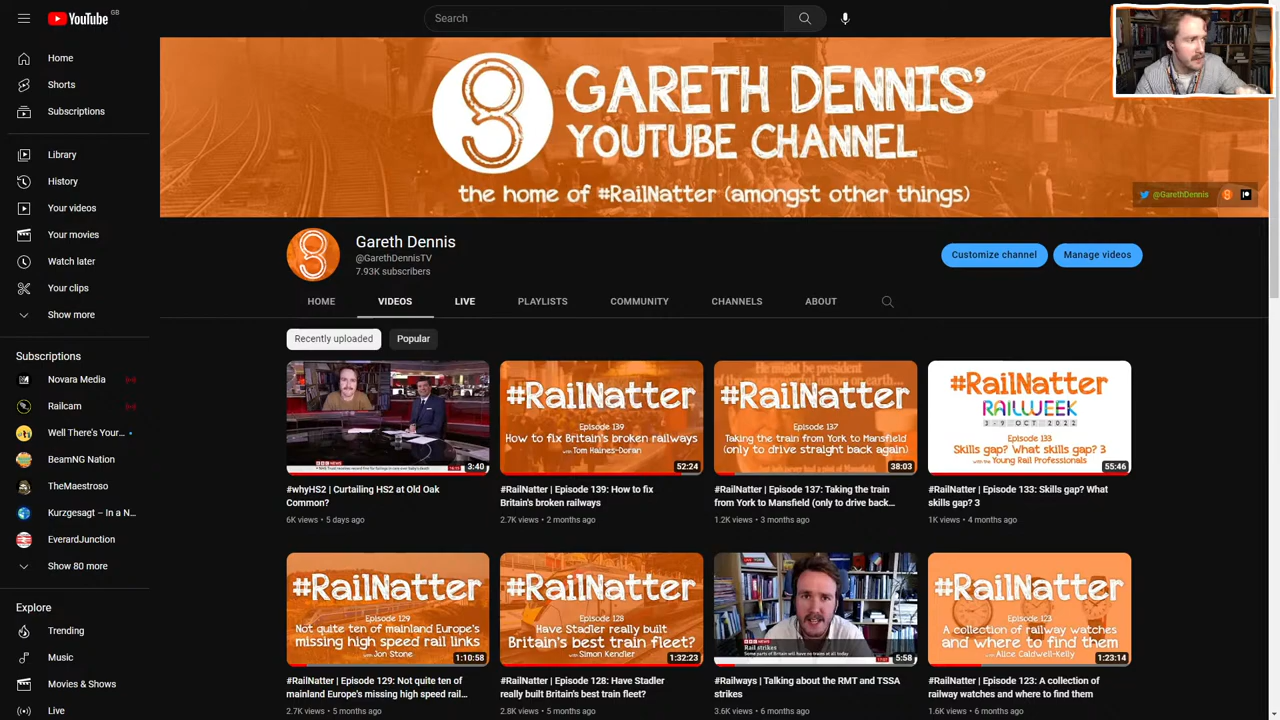 YouTube GB
Search
Home
Shorts
Subscriptions
Library
History
Your videos
Your movies
Watch later
Your clips
Show more
Subscriptions
Novara Media
Railcam
Well There's Your...
BeamNG Nation
TheMaestroso
Kurzgesagt – In a N...
EverardJunction
Show 80 more
Explore
Trending
Music
Movies & Shows
Live
GARETH DENNIS'
YOUTUBE CHANNEL
the home of #RailNatter (amongst other things)
@GarethDennis
Gareth Dennis
@GarethDennisTV
7.93K subscribers
Customize channel
Manage videos
HOME VIDEOS LIVE PLAYLISTS COMMUNITY CHANNELS ABOUT
Recently uploaded Popular
3:40
#whyHS2 | Curtailing HS2 at Old Oak
Common?
6K views • 5 days ago
#RailNatter
Episode 139
How to fix Britain's broken railways
with Tom Haines-Doran
52:24
#RailNatter | Episode 139: How to fix
Britain's broken railways
2.7K views • 2 months ago
#RailNatter
Episode 137
Taking the train from York to Mansfield
(only to drive straight back again)
38:03
#RailNatter | Episode 137: Taking the train
from York to Mansfield (only to drive back...
1.2K views • 3 months ago
#RailNatter
RAILWEEK
3-9 OCT 2022
Episode 133
Skills gap? What skills gap? 3
with the Young Rail Professionals
55:46
#RailNatter | Episode 133: Skills gap? What
skills gap? 3
1K views • 4 months ago
#RailNatter
Episode 129
Not quite ten of mainland Europe's
missing high speed rail links
with Jon Stone
1:10:58
#RailNatter | Episode 129: Not quite ten of
mainland Europe's missing high speed rail...
2.7K views • 5 months ago
#RailNatter
Episode 128
Have Stadler really built
Britain's best train fleet?
with Simon Kendler
1:32:23
#RailNatter | Episode 128: Have Stadler
really built Britain's best train fleet?
2.8K views • 5 months ago
BBC NEWS
Rail strikes
Some parts of Britain will have no trains at all today
5:58
#Railways | Talking about the RMT and TSSA
strikes
3.6K views • 6 months ago
#RailNatter
Episode 123
A collection of railway watches
and where to find them
with Alice Caldwell-Kelly
1:23:14
#RailNatter | Episode 123: A collection of
railway watches and where to find them
1.6K views • 6 months ago